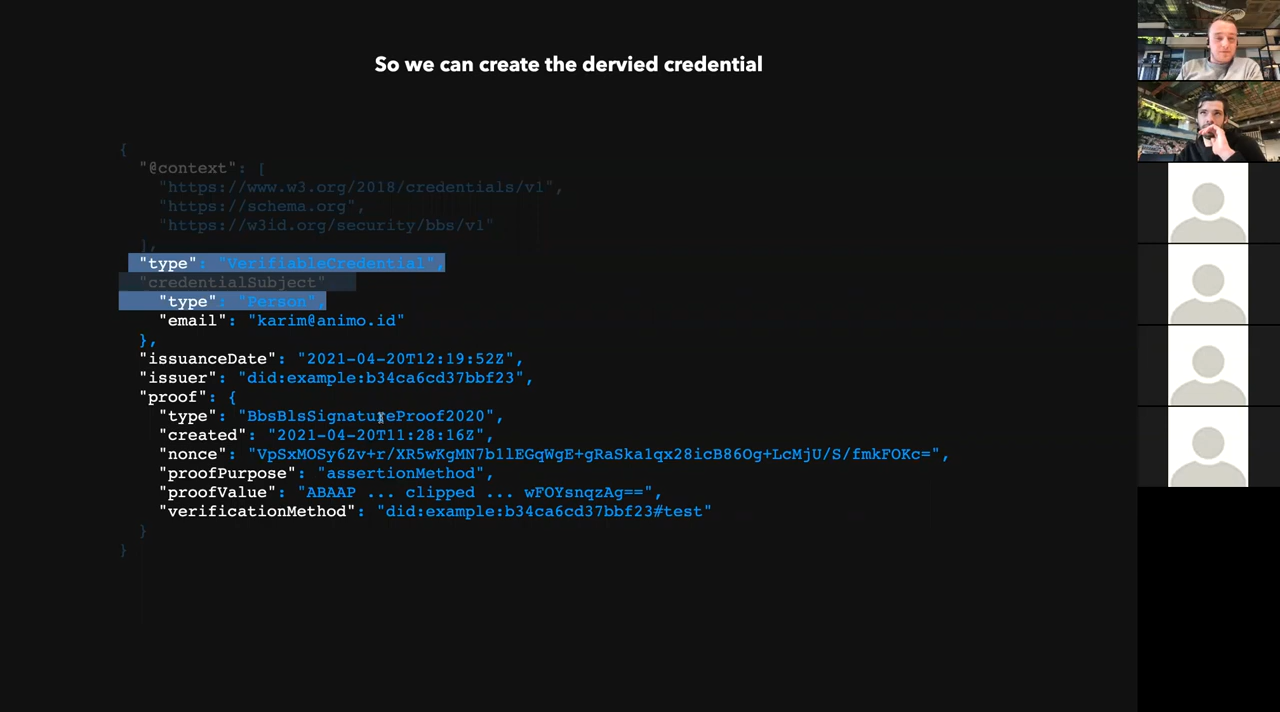 So we can create the dervied credential
{
"@context": [
"https://www.w3.org/2018/credentials/v1",
"https://schema.org",
"https://w3id.org/security/bbs/v1"
],
"type": "VerifiableCredential",
"credentialSubject"
"type": "Person",
"email": "karim@animo.id"
},
"issuanceDate": "2021-04-20T12:19:52Z",
"issuer": "did:example:b34ca6cd37bbf23",
"proof": {
"type": "BbsBlsSignatureProof2020",
"created": "2021-04-20T11:28:16Z",
"nonce": "VpSxMOSy6Zv+r/XR5wKgMN7b1lEGqWgE+gRaSka1qx28icB86Og+LcMjU/S/fmkFOKc=",
"proofPurpose": "assertionMethod",
"proofValue": "ABAAP ... clipped ... wFOYsnqzAg==",
"verificationMethod": "did:example:b34ca6cd37bbf23#test"
}
}